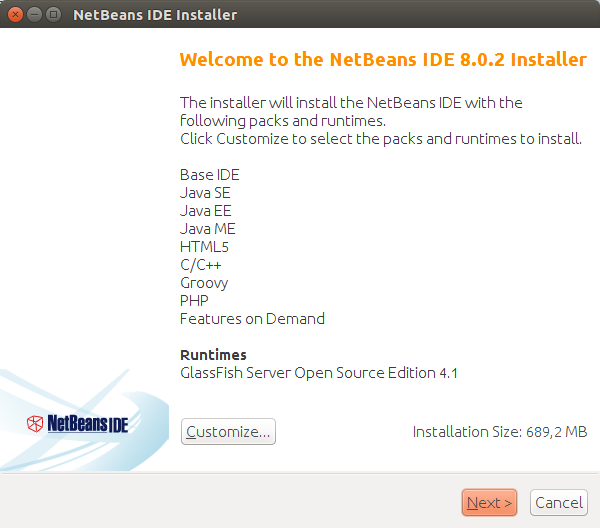 NetBeans IDE Installer
Welcome to the NetBeans IDE 8.0.2 Installer
The installer will install the NetBeans IDE with the
following packs and runtimes.
Click Customize to select the packs and runtimes to install.
Base IDE
Java SE
Java EE
Java ME
HTML5
C/C++
Groovy
PHP
Features on Demand
Runtimes
GlassFish Server Open Source Edition 4.1
NetBeans IDE
Customize...
Installation Size: 689,2 MB
Next >
Cancel